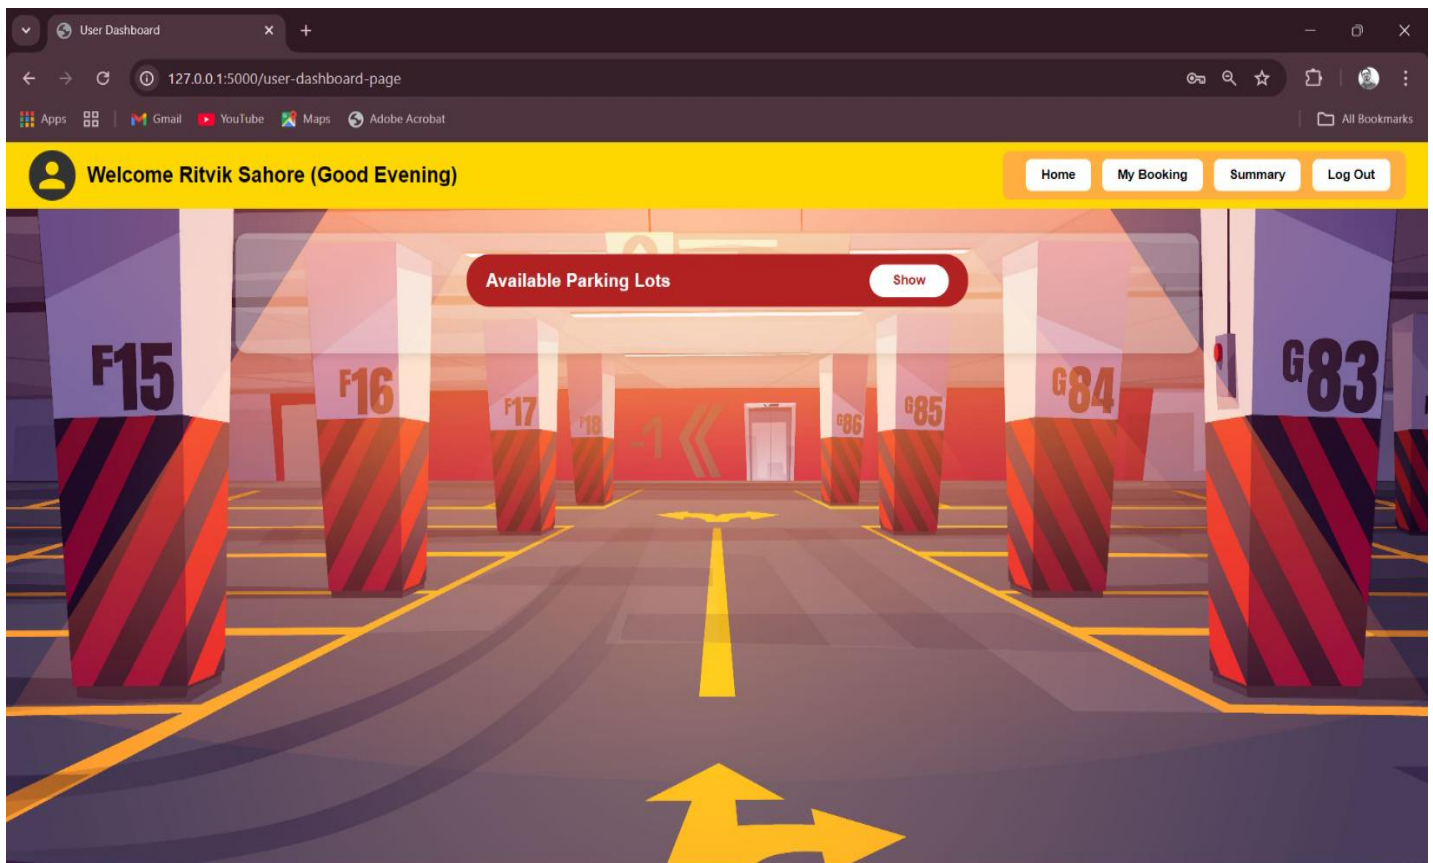 User Dashboard
127.0.0.1:5000/user-dashboard-page
Apps Gmail YouTube Maps Adobe Acrobat All Bookmarks
Welcome Ritvik Sahore (Good Evening) Home My Booking Summary Log Out
Available Parking Lots Show
F15 F16 F17 F18 -1 G86 G85 G84 G83